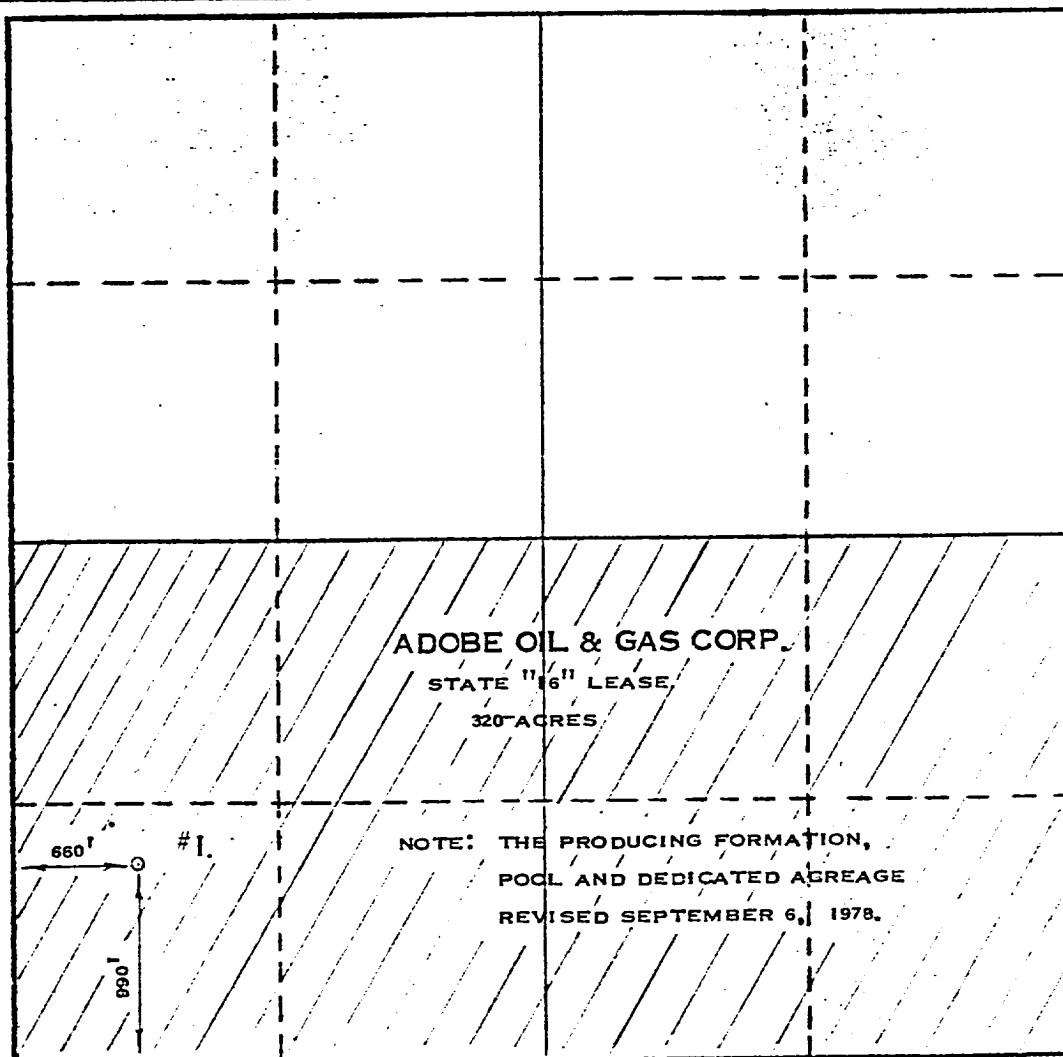 ADOBE OIL & GAS CORP.
STATE "16" LEASE
320-ACRES
660'
#1.
990'
NOTE: THE PRODUCING FORMATION,
POOL AND DEDICATED ACREAGE
REVISED SEPTEMBER 6, 1978.